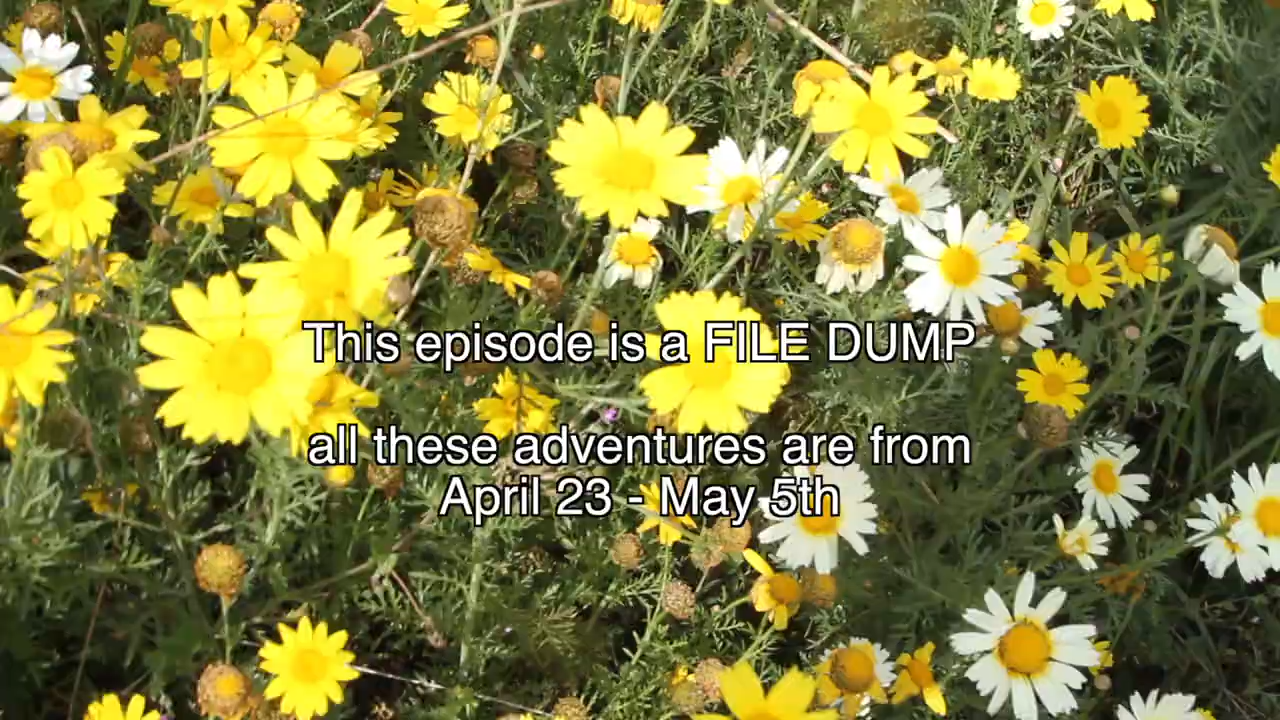 This episode is a FILE DUMP
all these adventures are from
April 23 - May 5th